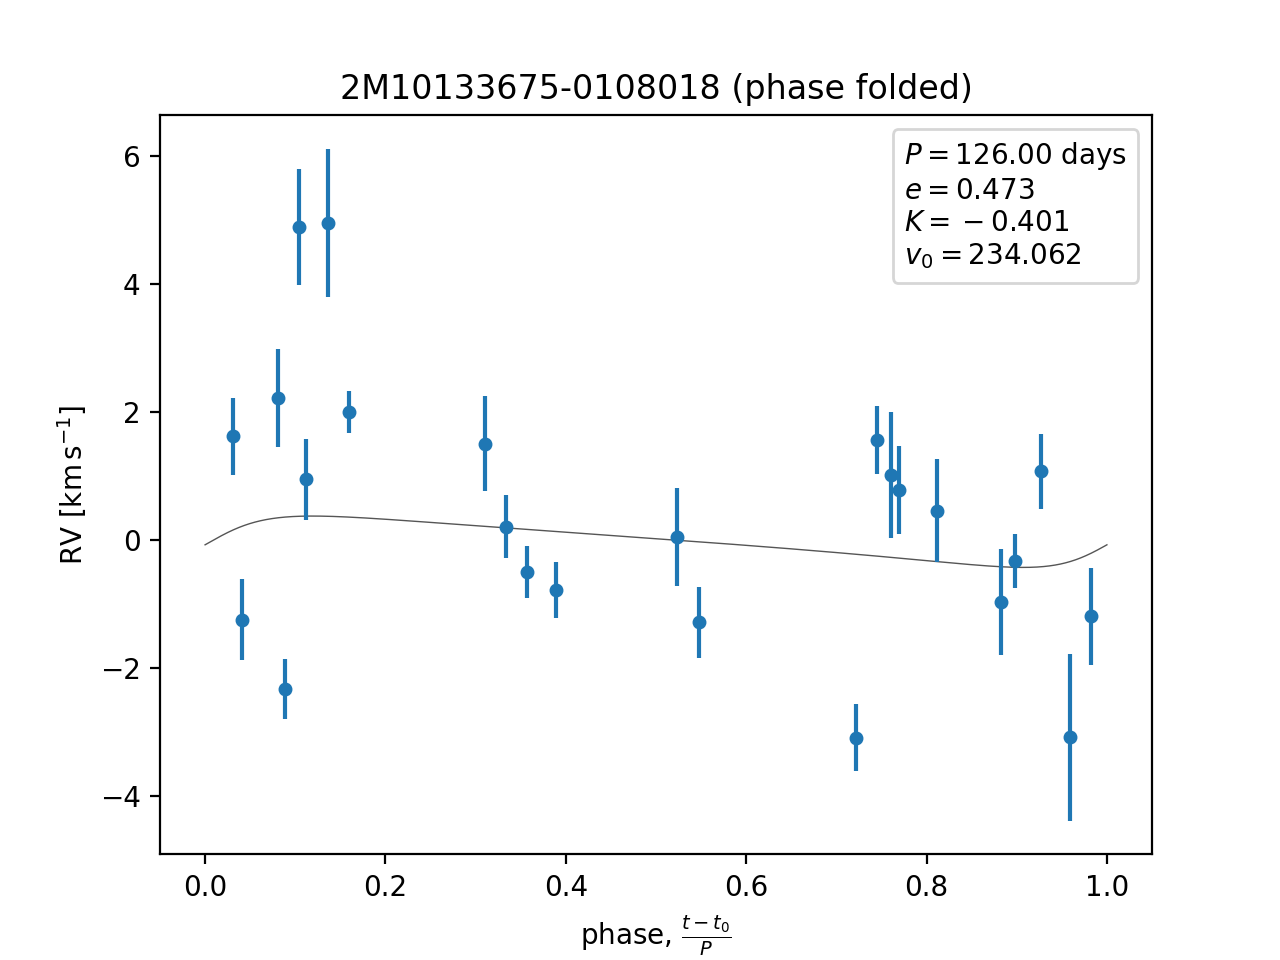 2M10133675-0108018 (phase folded)
P = 126.00 days
e = 0.473
K = −0.401
v₀ = 234.062
RV [km s⁻¹]
6
4
2
0
−2
−4
0.0 0.2 0.4 0.6 0.8 1.0
phase, (t − t₀)/P